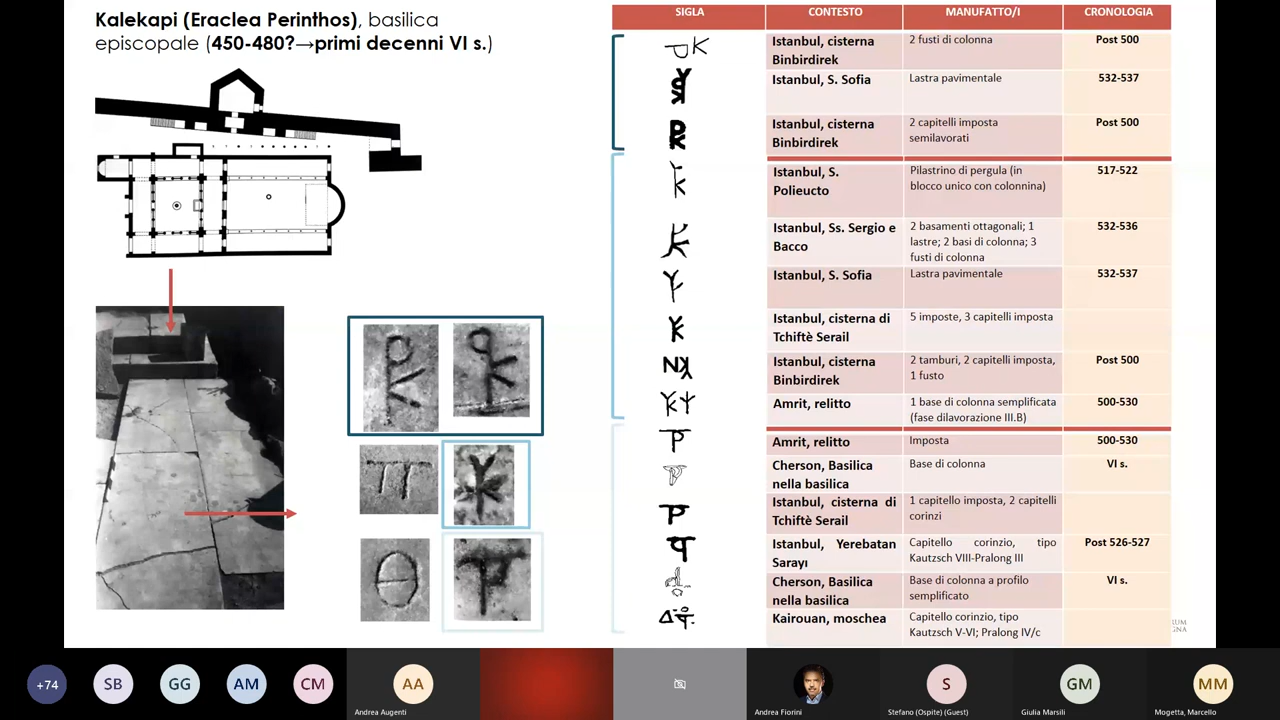 Kalekapi (Eraclea Perinthos), basilica
episcopale (450-480?→primi decenni VI s.)
SIGLA CONTESTO MANUFATTO/I CRONOLOGIA
Istanbul, cisterna
Binbirdirek
2 fusti di colonna
Post 500
Istanbul, S. Sofia
Lastra pavimentale
532-537
Istanbul, cisterna
Binbirdirek
2 capitelli imposta
semilavorati
Post 500
Istanbul, S.
Polieucto
Pilastrino di pergula (in
blocco unico con colonnina)
517-522
Istanbul, Ss. Sergio e
Bacco
2 basamenti ottagonali; 1
lastre; 2 basi di colonna; 3
fusti di colonna
532-536
Istanbul, S. Sofia
Lastra pavimentale
532-537
Istanbul, cisterna di
Tchiftè Serail
5 imposte, 3 capitelli imposta
Istanbul, cisterna
Binbirdirek
2 tamburi, 2 capitelli imposta,
1 fusto
Post 500
Amrit, relitto
1 base di colonna semplificata
(fase dilavorazione III.B)
500-530
Amrit, relitto
Imposta
500-530
Cherson, Basilica
nella basilica
Base di colonna
VI s.
Istanbul, cisterna di
Tchiftè Serail
1 capitello imposta, 2 capitelli
corinzi
Istanbul, Yerebatan
Sarayı
Capitello corinzio, tipo
Kautzsch VIII-Pralong III
Post 526-527
Cherson, Basilica
nella basilica
Base di colonna a profilo
semplificato
VI s.
Kairouan, moschea
Capitello corinzio, tipo
Kautzsch V-VI; Pralong IV/c
+74
SB
GG
AM
CM
AA
Andrea Augenti
Andrea Fiorini
S
Stefano (Ospite) (Guest)
GM
Giulia Marsili
MM
Mogetta, Marcello